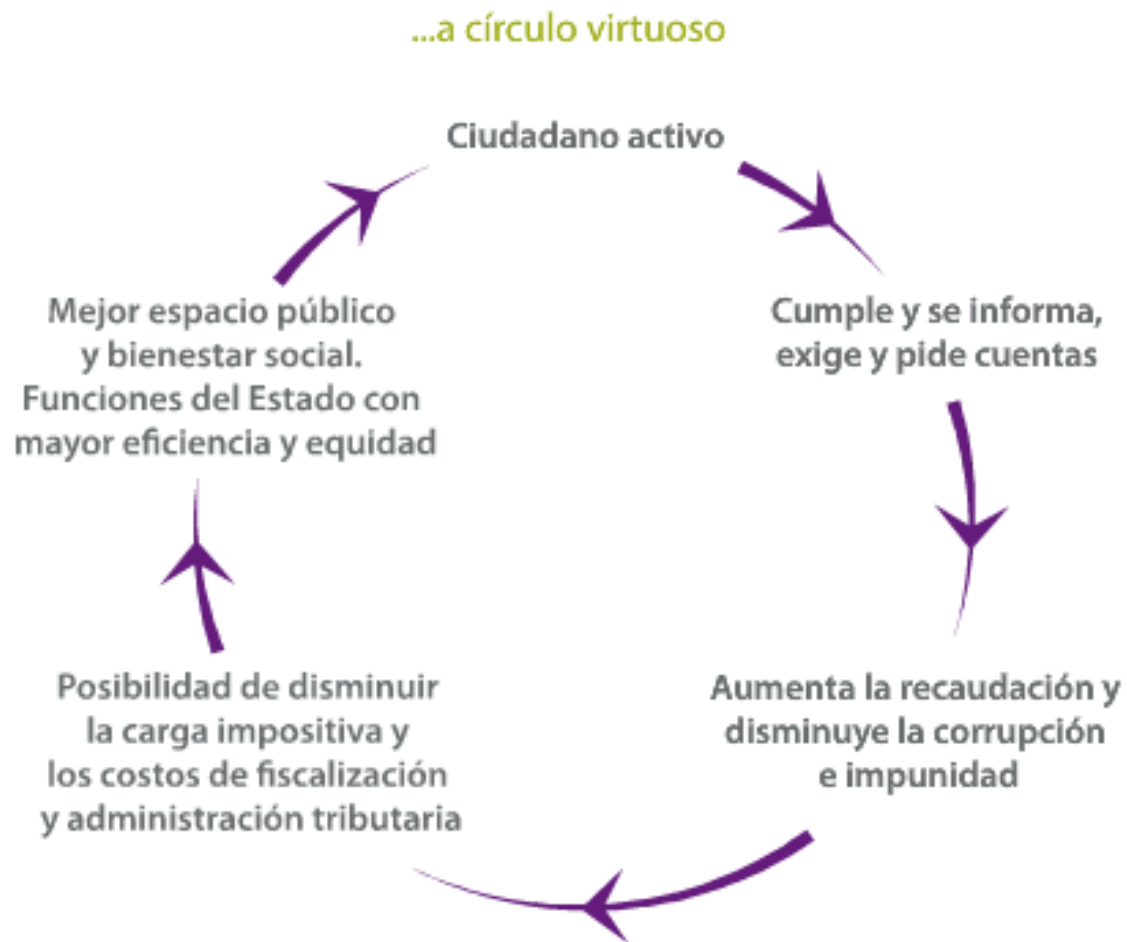 ...a círculo virtuoso
Ciudadano activo
Cumple y se informa,
exige y pide cuentas
Aumenta la recaudación y
disminuye la corrupción
e impunidad
Posibilidad de disminuir
la carga impositiva y
los costos de fiscalización
y administración tributaria
Mejor espacio público
y bienestar social.
Funciones del Estado con
mayor eficiencia y equidad